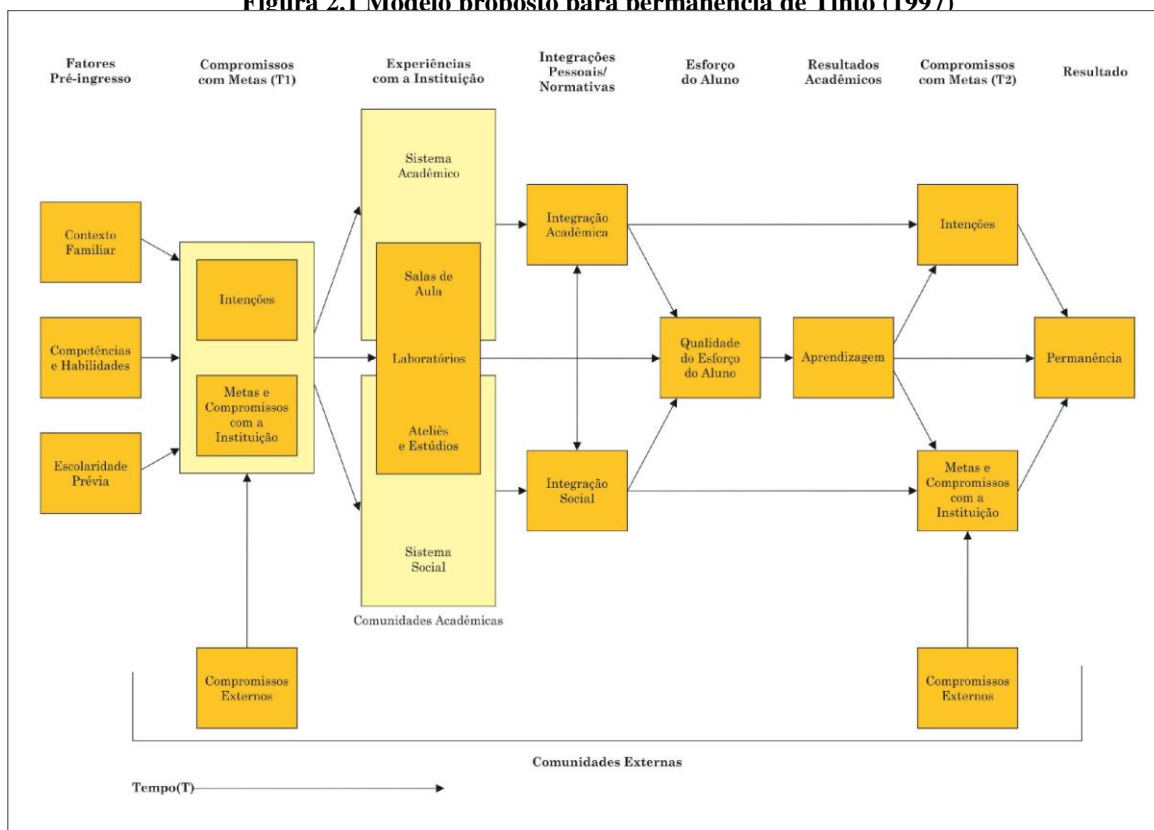 Figura 2.1 Modelo proposto para permanência de Tinto (1997)
Fatores
Pré-ingresso
Compromissos
com Metas (T1)
Experiências
com a Instituição
Integrações
Pessoais/
Normativas
Esforço
do Aluno
Resultados
Acadêmicos
Compromissos
com Metas (T2)
Resultado
Contexto
Familiar
Competências
e Habilidades
Escolaridade
Prévia
Intenções
Metas e
Compromissos
com a
Instituição
Compromissos
Externos
Sistema
Acadêmico
Salas de
Aula
Laboratórios
Ateliês
e Estúdios
Sistema
Social
Comunidades Acadêmicas
Integração
Acadêmica
Integração
Social
Qualidade
do Esforço
do Aluno
Aprendizagem
Intenções
Metas e
Compromissos
com a
Instituição
Compromissos
Externos
Permanência
Comunidades Externas
Tempo(T)